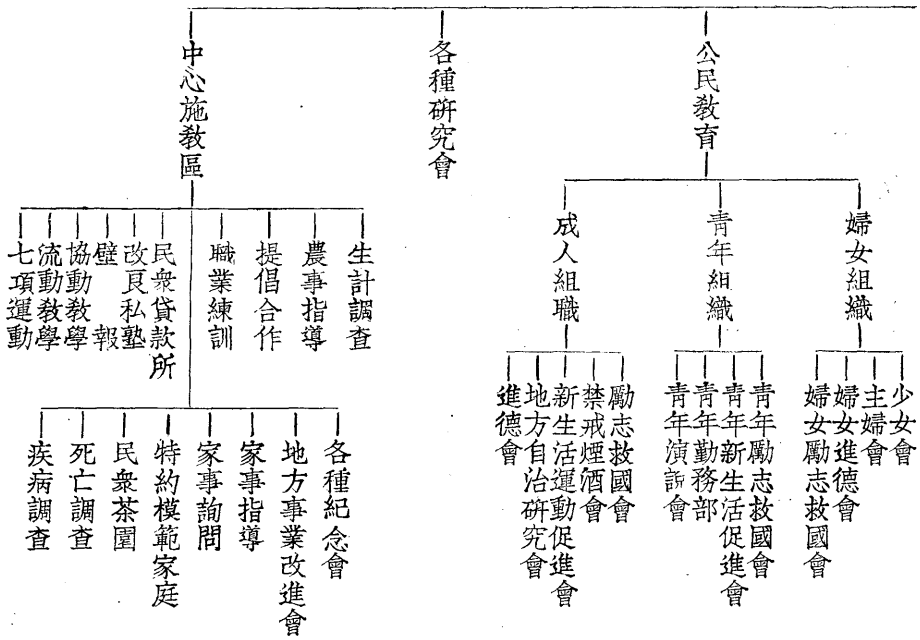 公民教育
各種研究會
中心施教區
婦女組織
青年組織
成人組職
少女會
主婦會
婦女進德會
婦女勵志救國會
青年勵志救國會
青年新生活促進會
青年勤務部
青年演說會
勵志救國會
禁戒煙酒會
新生活運動促進會
地方自治研究會
進德會
生計調查
農事指導
提倡合作
職業練訓
民衆貸款所
改良私塾
壁報
協動教學
流動教學
七項運動
各種紀念會
地方事業改進會
家事指導
家事詢問
特約模範家庭
民衆茶園
死亡調查
疾病調查